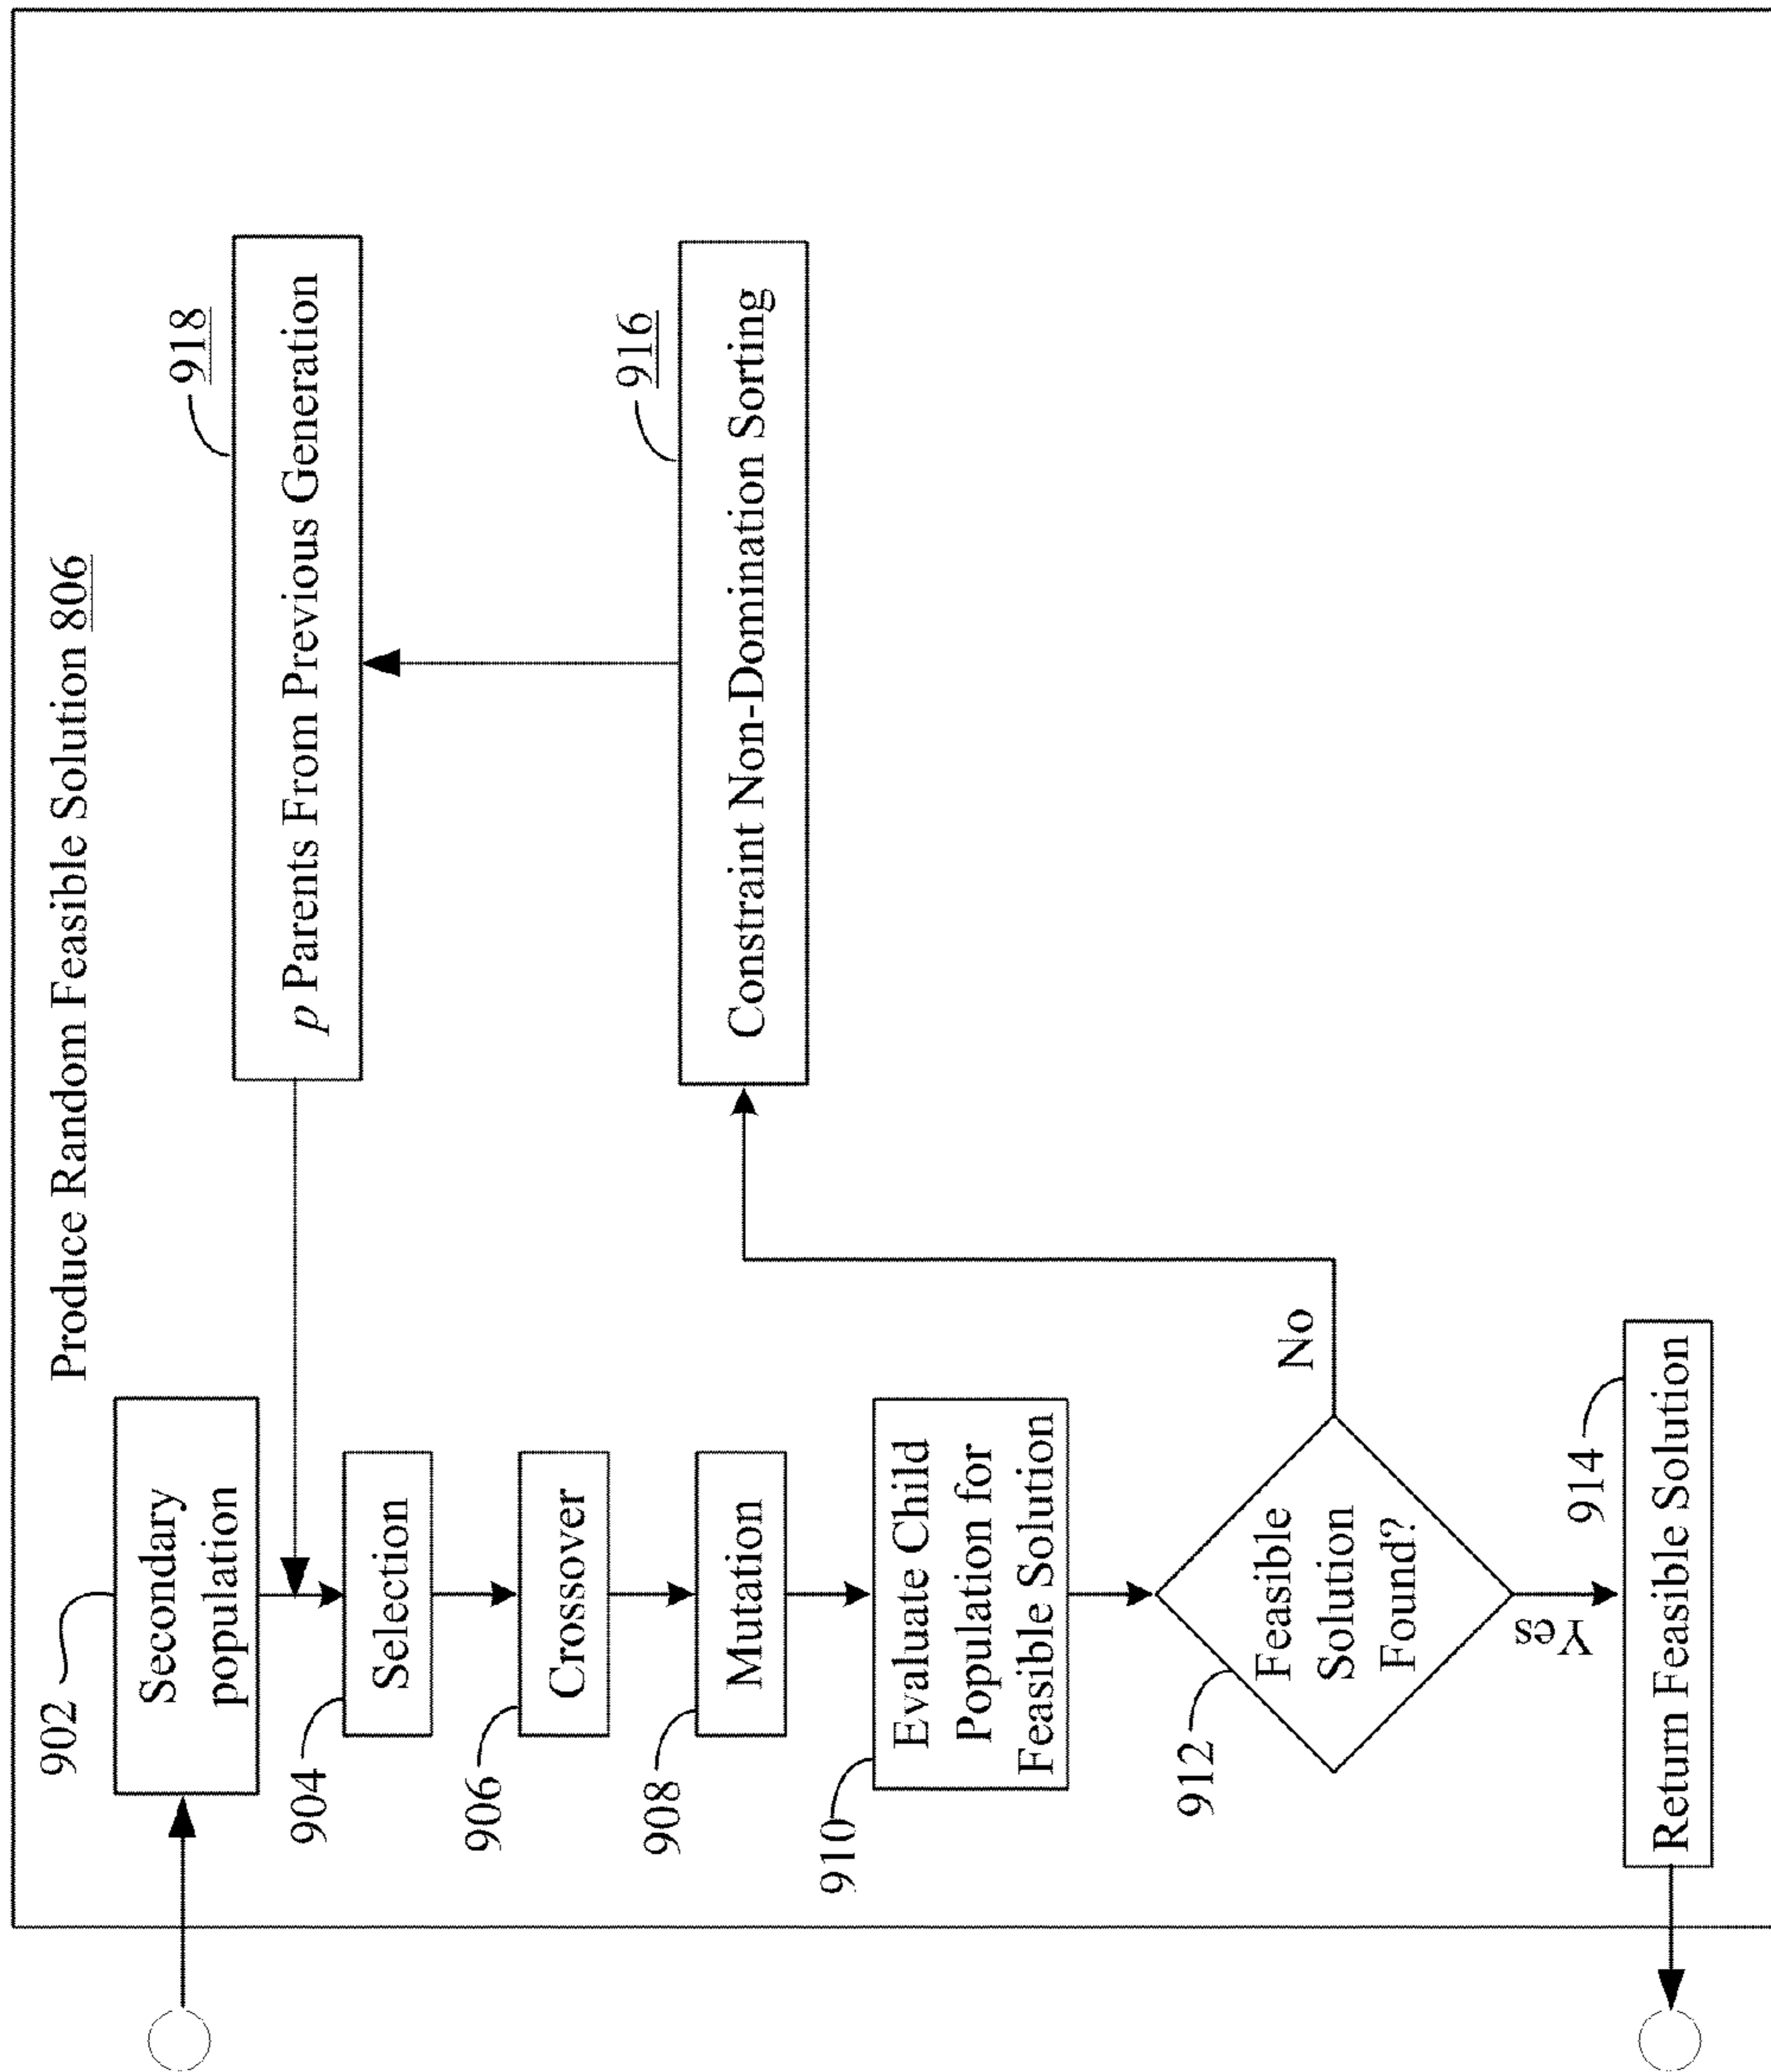 Produce Random Feasible Solution 806
902
Secondary
population
918
p Parents From Previous Generation
904
Selection
906
Crossover
908
Mutation
916
Constraint Non-Domination Sorting
910
Evaluate Child
Population for
Feasible Solution
912
Feasible
Solution
Found?
No
Yes
914
Return Feasible Solution